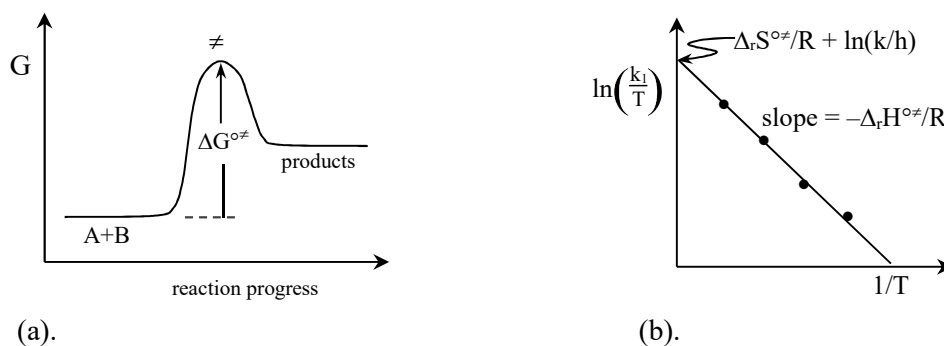 ≠
G
ΔG°≠
products
A+B
reaction progress
(a).
ΔrS°≠/R + ln(k/h)
ln(k1/T)
slope = –ΔrH°≠/R
1/T
(b).